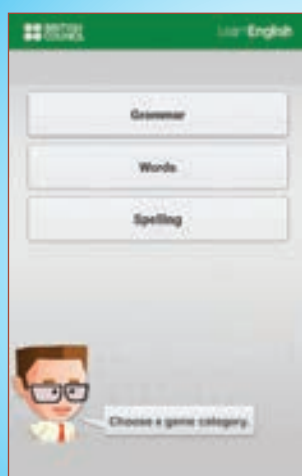 BRITISH
COUNCIL
LearnEnglish
Grammar
Words
Spelling
Choose a game category.